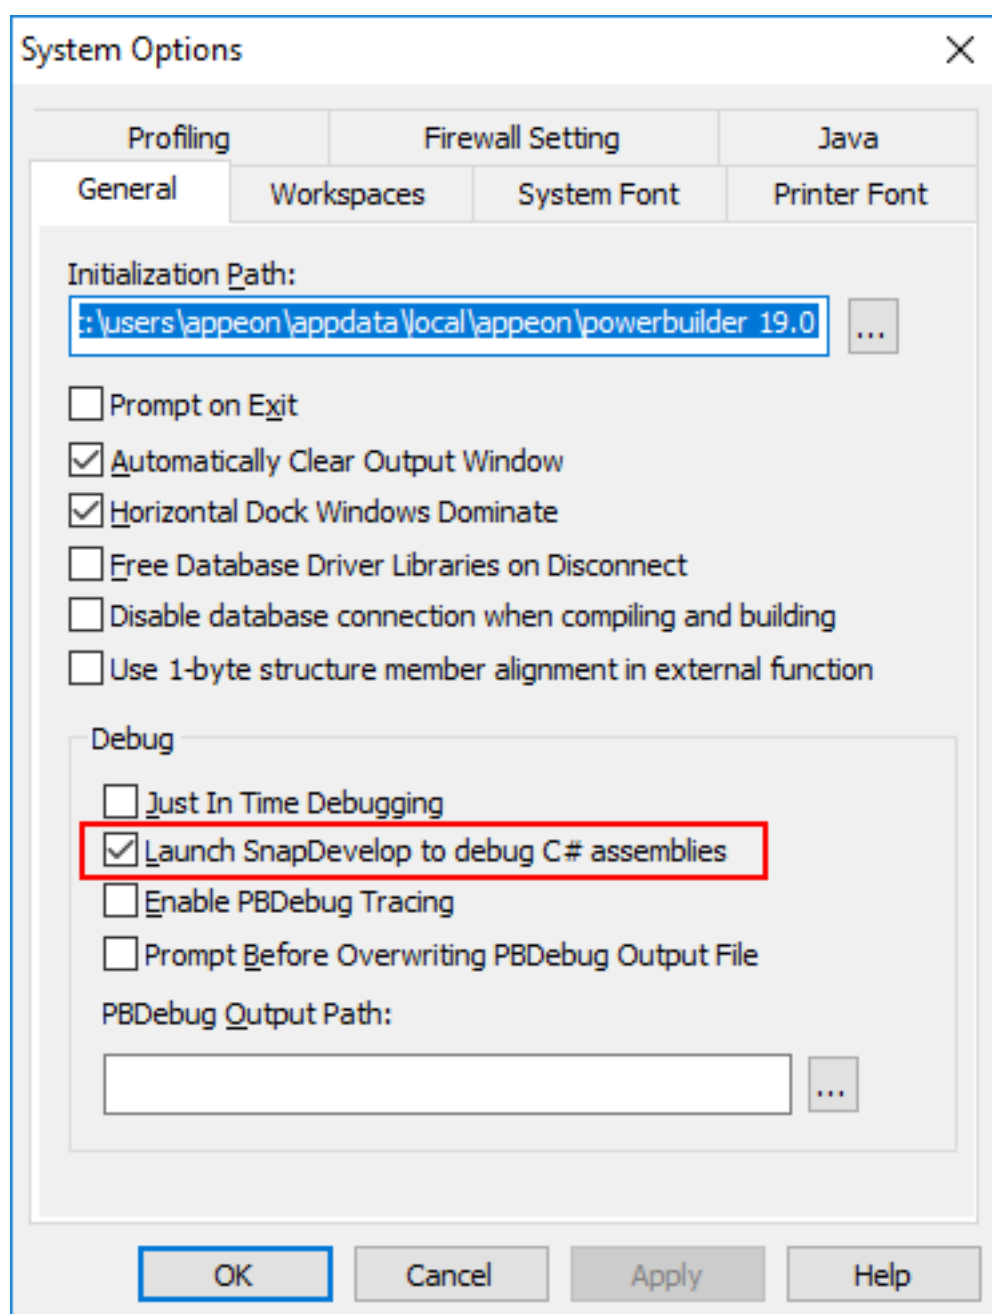 System Options
Profiling Firewall Setting Java
General Workspaces System Font Printer Font
Initialization Path:
:\users\appeon\appdata\local\appeon\powerbuilder 19.0 ...
Prompt on Exit
Automatically Clear Output Window
Horizontal Dock Windows Dominate
Free Database Driver Libraries on Disconnect
Disable database connection when compiling and building
Use 1-byte structure member alignment in external function
Debug
Just In Time Debugging
Launch SnapDevelop to debug C# assemblies
Enable PBDebug Tracing
Prompt Before Overwriting PBDebug Output File
PBDebug Output Path:
...
OK Cancel Apply Help